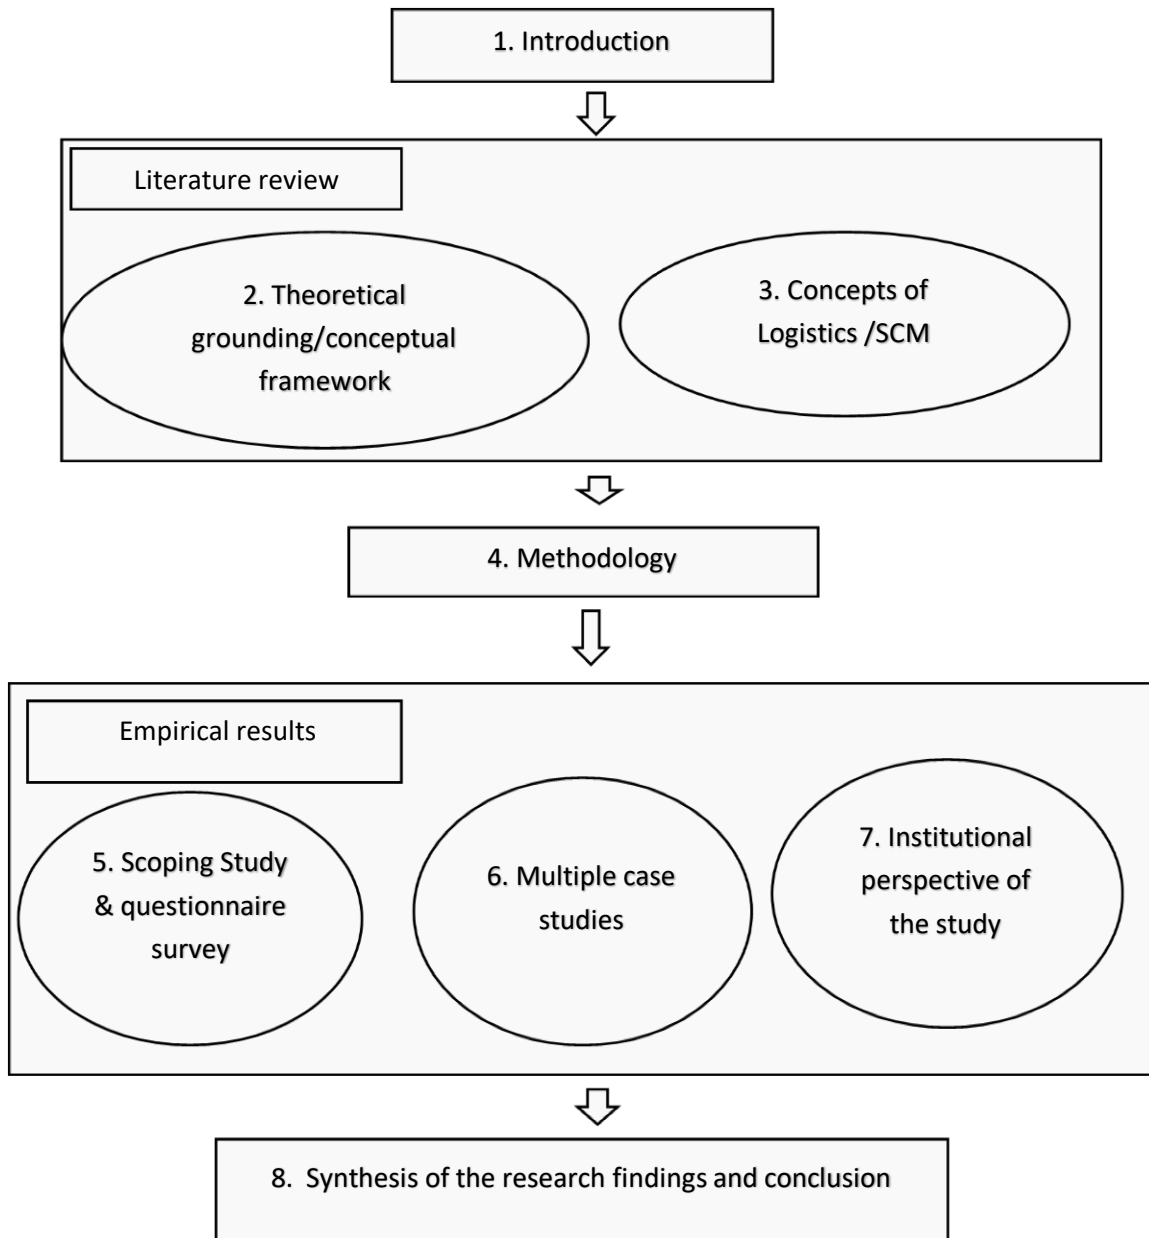 1. Introduction
Literature review
2. Theoretical
grounding/conceptual
framework
3. Concepts of
Logistics /SCM
4. Methodology
Empirical results
5. Scoping Study
& questionnaire
survey
6. Multiple case
studies
7. Institutional
perspective of
the study
8. Synthesis of the research findings and conclusion